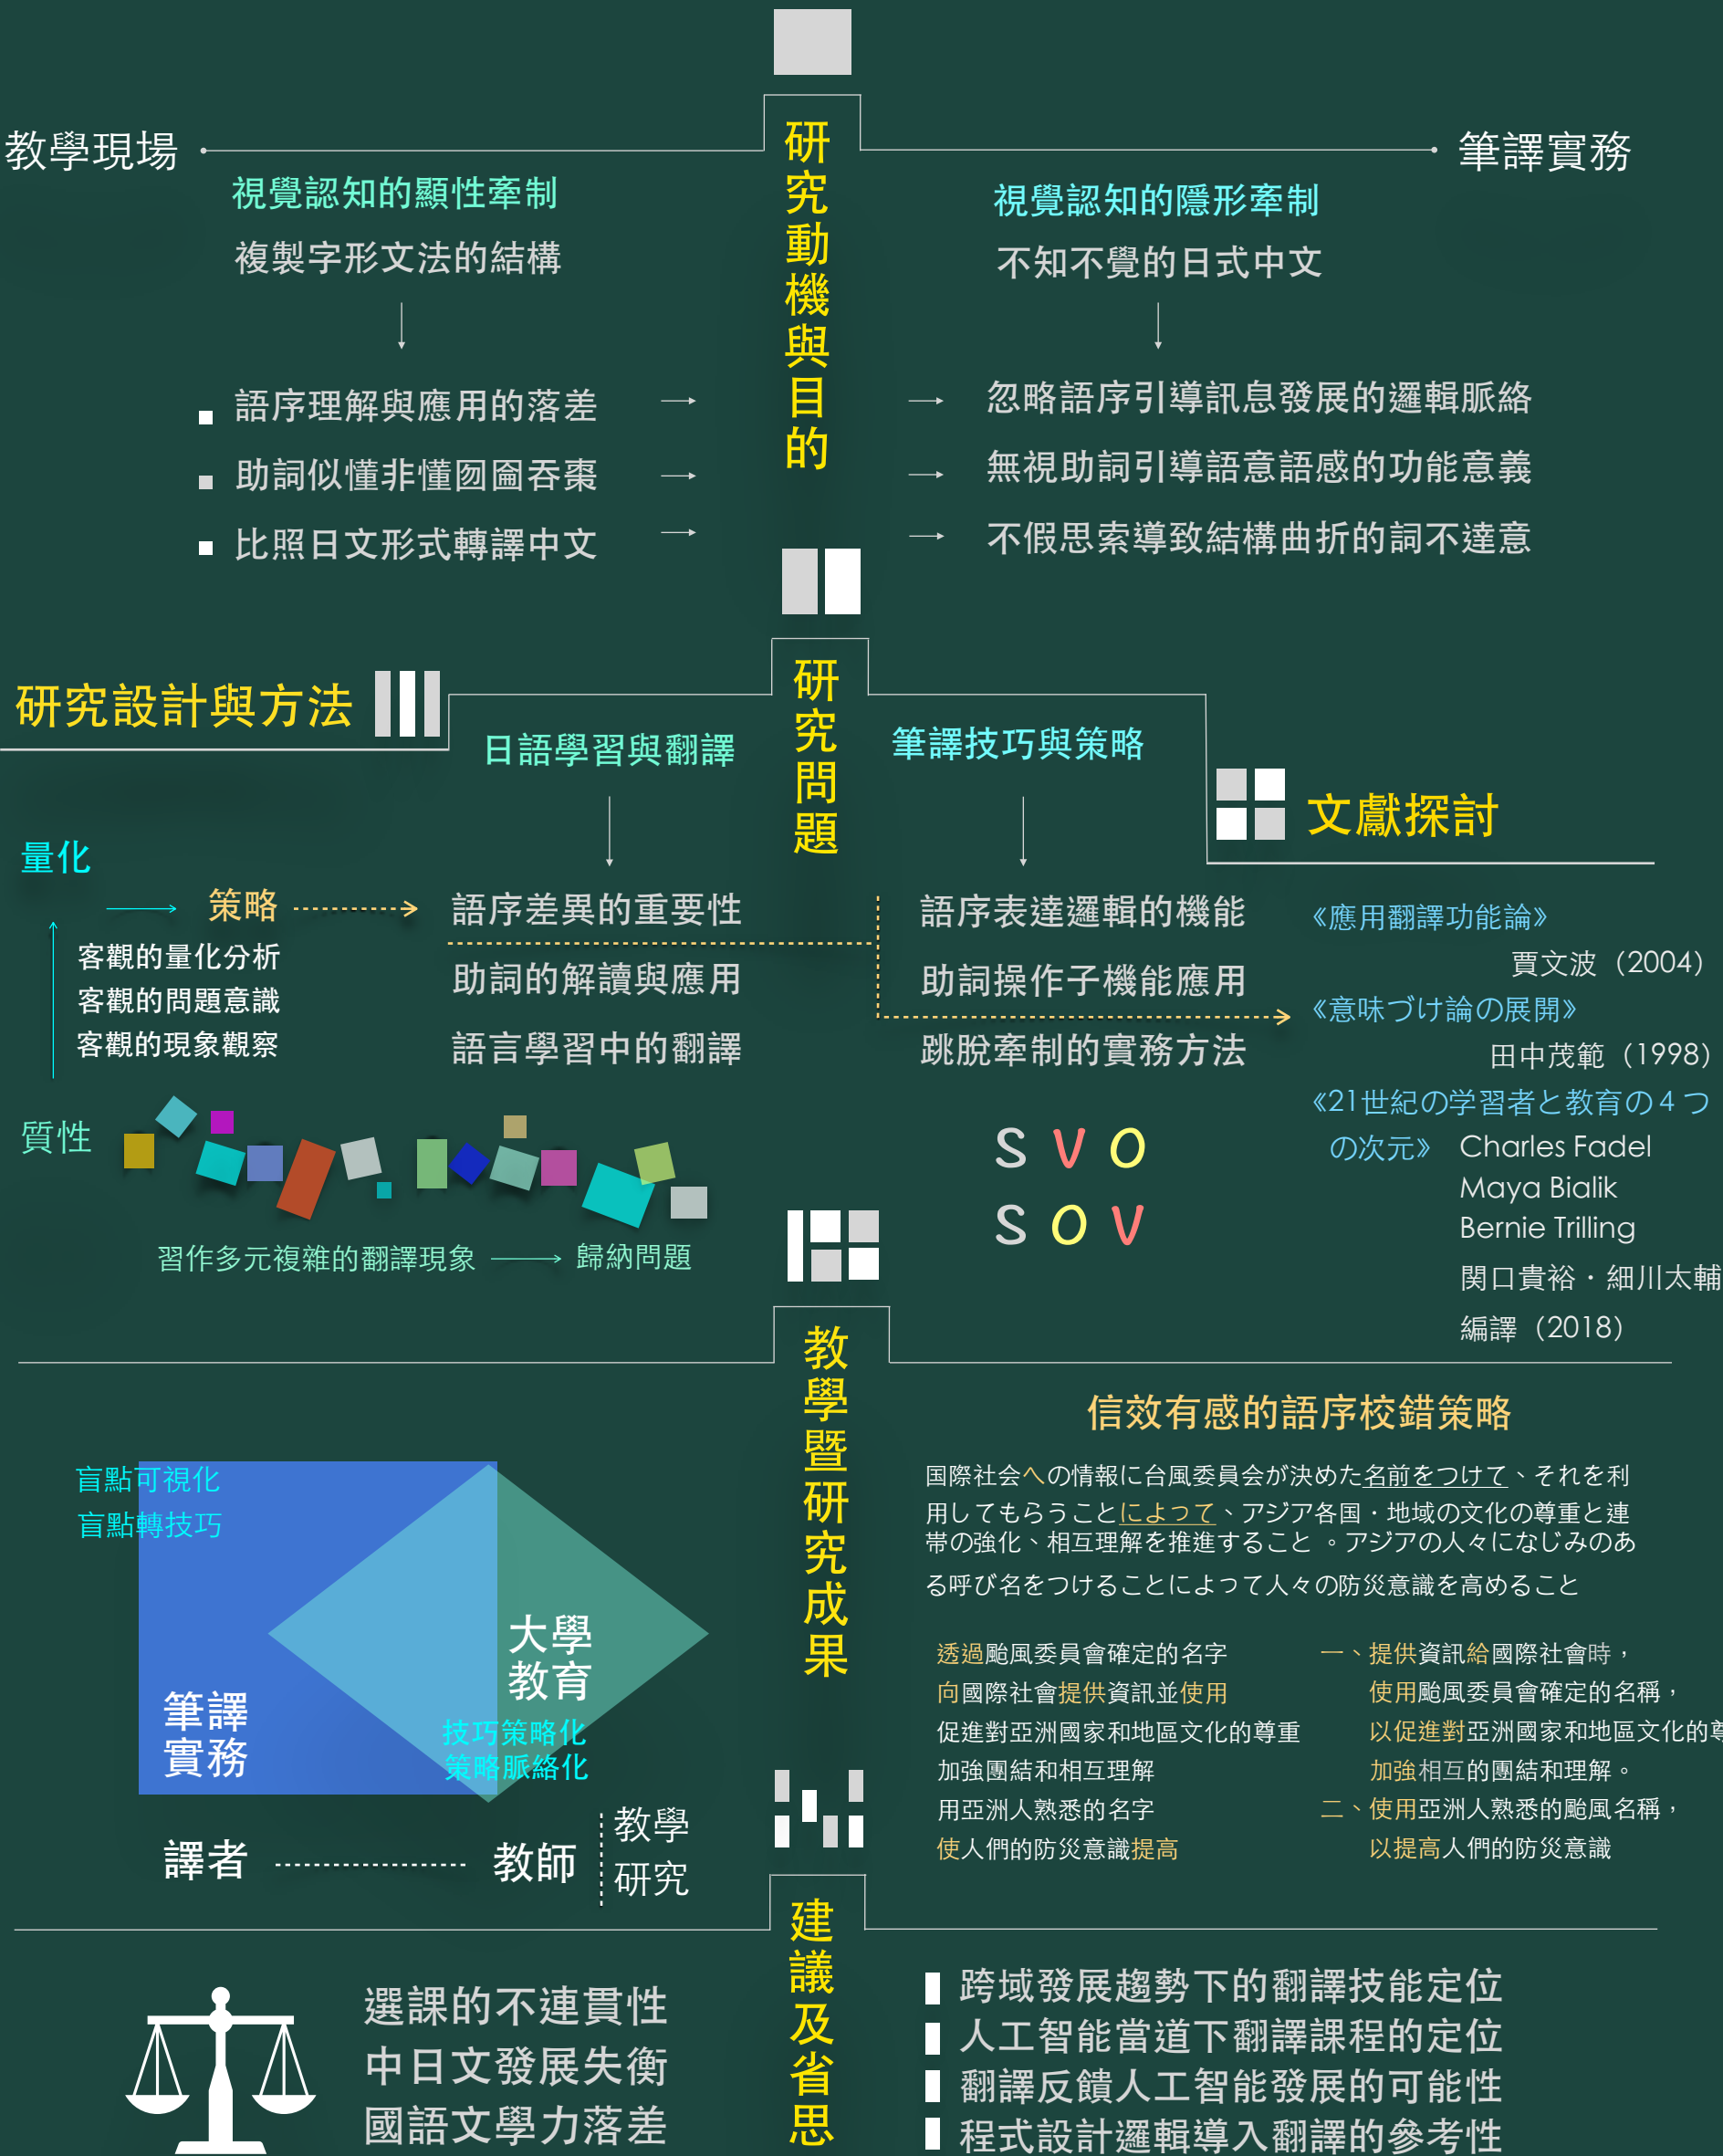 研究動機與目的
教學現場
筆譯實務
視覺認知的顯性牽制
複製字形文法的結構
語序理解與應用的落差
助詞似懂非懂囫圇吞棗
比照日文形式轉譯中文
視覺認知的隱形牽制
不知不覺的日式中文
忽略語序引導訊息發展的邏輯脈絡
無視助詞引導語意語感的功能意義
不假思索導致結構曲折的詞不達意
研究問題
日語學習與翻譯
語序差異的重要性
助詞的解讀與應用
語言學習中的翻譯
筆譯技巧與策略
語序表達邏輯的機能
助詞操作子機能應用
跳脫牽制的實務方法
S V O
S O V
研究設計與方法
量化
策略
客觀的量化分析
客觀的問題意識
客觀的現象觀察
質性
習作多元複雜的翻譯現象
歸納問題
文獻探討
《應用翻譯功能論》
賈文波（2004）
《意味づけ論の展開》
田中茂範（1998）
《21世紀の学習者と教育の４つ
の次元》 Charles Fadel
Maya Bialik
Bernie Trilling
関口貴裕・細川太輔
編譯（2018）
教學暨研究成果
盲點可視化
盲點轉技巧
大學
教育
筆譯
實務
技巧策略化
策略脈絡化
譯者
教師
教學
研究
信效有感的語序校錯策略
国際社会への情報に台風委員会が決めた名前をつけて、それを利
用してもらうことによって、アジア各国・地域の文化の尊重と連
帯の強化、相互理解を推進すること 。アジアの人々になじみのあ
る呼び名をつけることによって人々の防災意識を高めること
透過颱風委員會確定的名字
向國際社會提供資訊並使用
促進對亞洲國家和地區文化的尊重
加強團結和相互理解
用亞洲人熟悉的名字
使人們的防災意識提高
一、提供資訊給國際社會時，
使用颱風委員會確定的名稱，
以促進對亞洲國家和地區文化的尊
加強相互的團結和理解。
二、使用亞洲人熟悉的颱風名稱，
以提高人們的防災意識
建議及省思
選課的不連貫性
中日文發展失衡
國語文學力落差
跨域發展趨勢下的翻譯技能定位
人工智能當道下翻譯課程的定位
翻譯反饋人工智能發展的可能性
程式設計邏輯導入翻譯的參考性